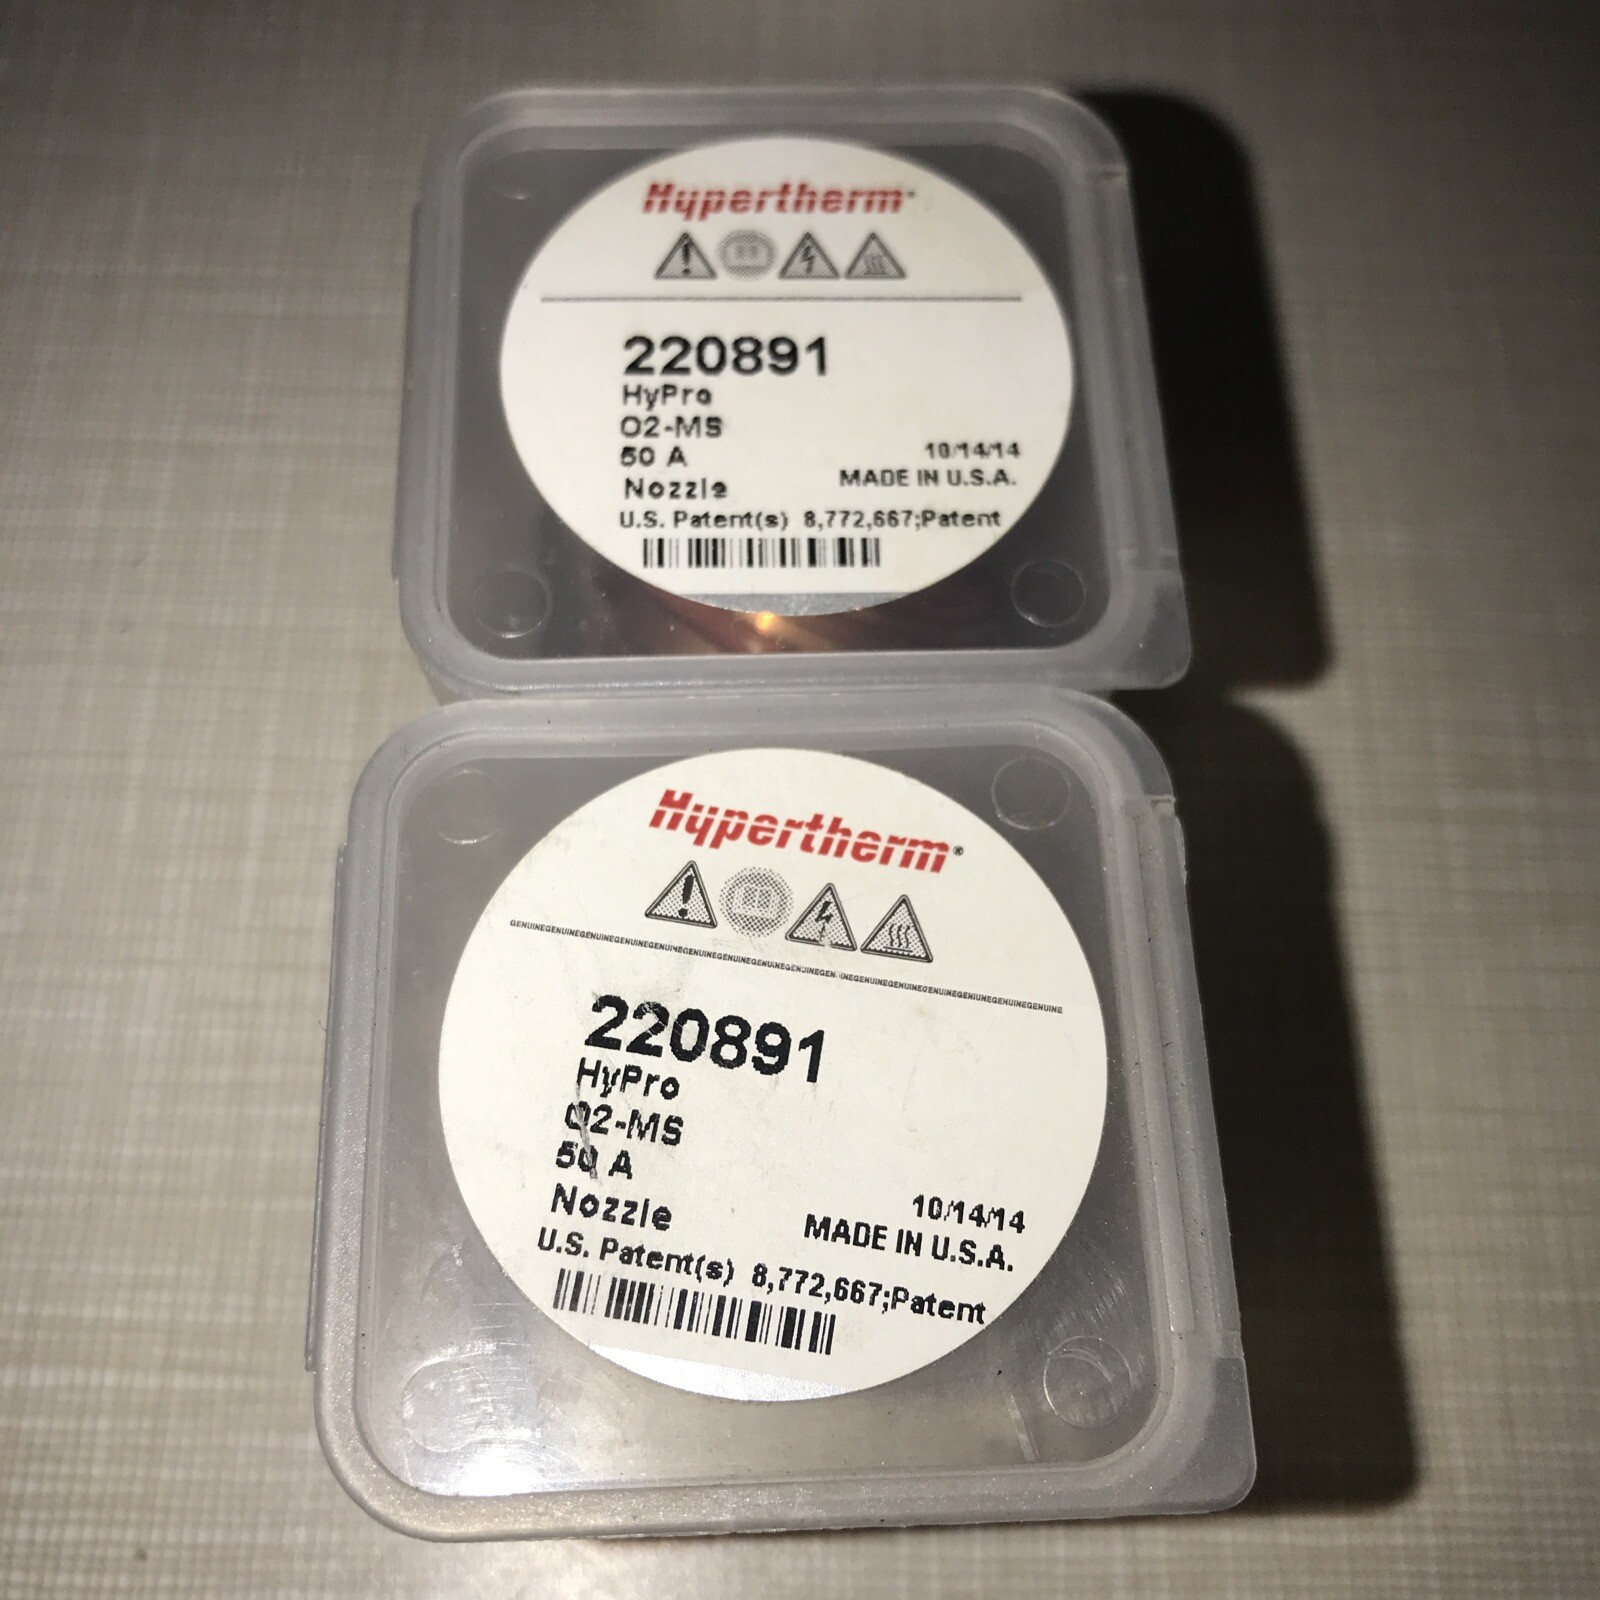 Hypertherm
220891
HyPro
O2-MS
50 A
Nozzle
10/14/14
MADE IN U.S.A.
U.S. Patent(s) 8,772,667;Patent
Hypertherm®
GENUINEGENUINEGENUINEGENUINEGENUINEGENUINEGENUINEGENUINEGENUINEGENUINEGENUINEGENUINEGENUINEGENUINEGENUINE
220891
HyPro
O2-MS
50 A
Nozzle
10/14/14
MADE IN U.S.A.
U.S. Patent(s) 8,772,667;Patent